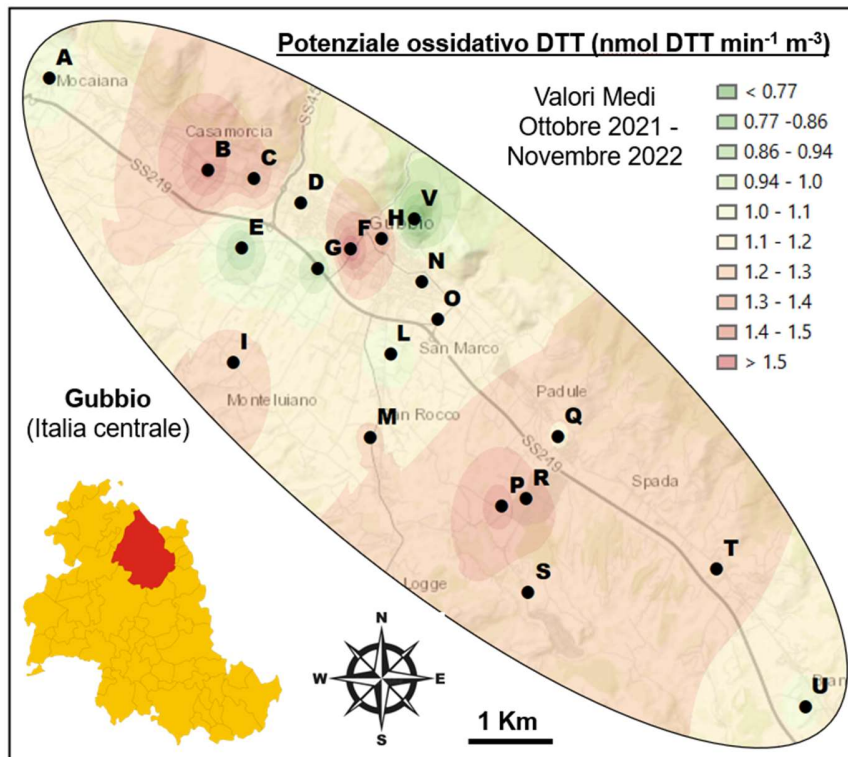 Potenziale ossidativo DTT (nmol DTT min⁻¹ m⁻³)
A
Mocaiana
Valori Medi
Ottobre 2021 -
Novembre 2022
< 0.77
0.77 -0.86
0.86 - 0.94
0.94 - 1.0
1.0 - 1.1
1.1 - 1.2
1.2 - 1.3
1.3 - 1.4
1.4 - 1.5
> 1.5
Casamorcia
B
C
SS219
D
V
E
F
H
Gubbio
G
N
O
I
L
San Marco
Monteluiano
Padule
M
Q
SS219
Gubbio
(Italia centrale)
P
R
Spada
T
S
Logge
U
N
W
E
S
1 Km